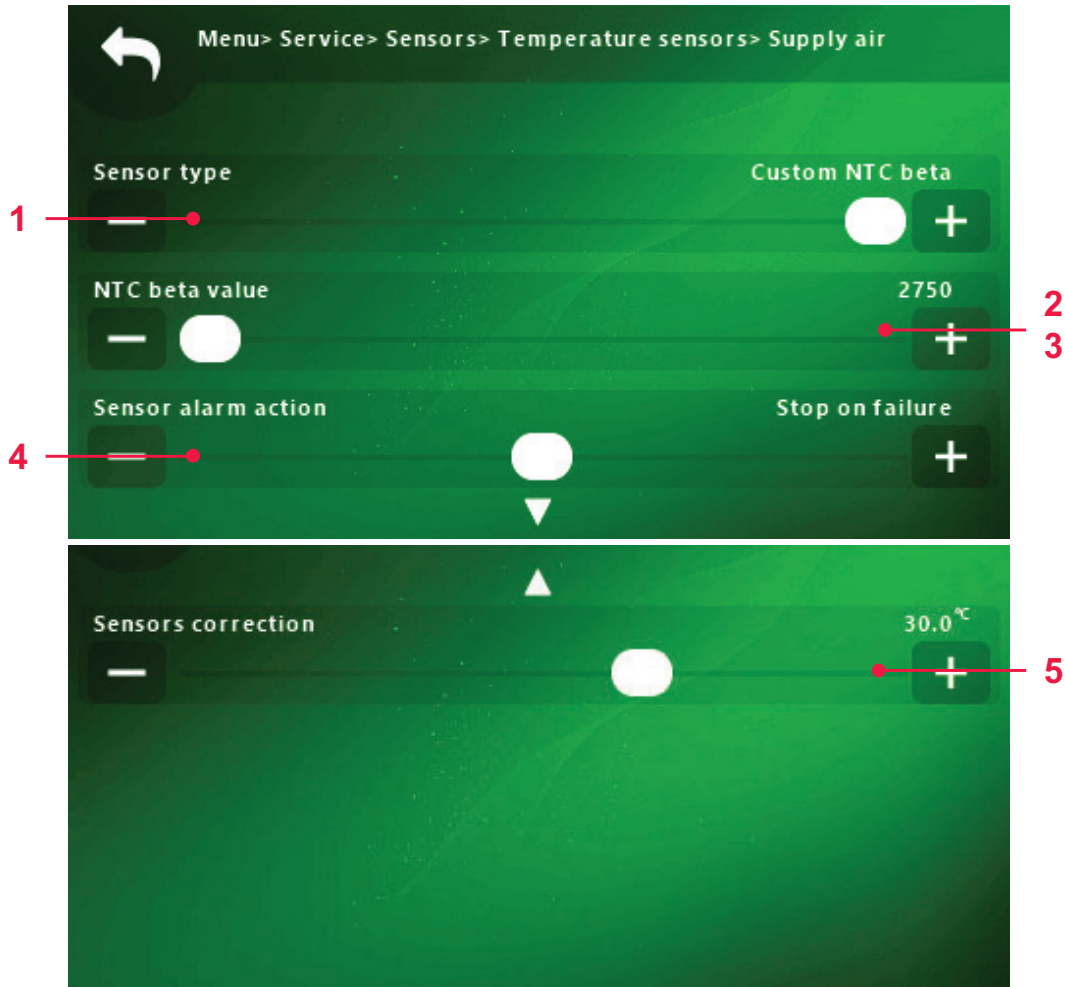 Menu> Service> Sensors> Temperature sensors> Supply air
Sensor type Custom NTC beta
1
NTC beta value 2750
2
3
Sensor alarm action Stop on failure
4
Sensors correction 30.0℃
5